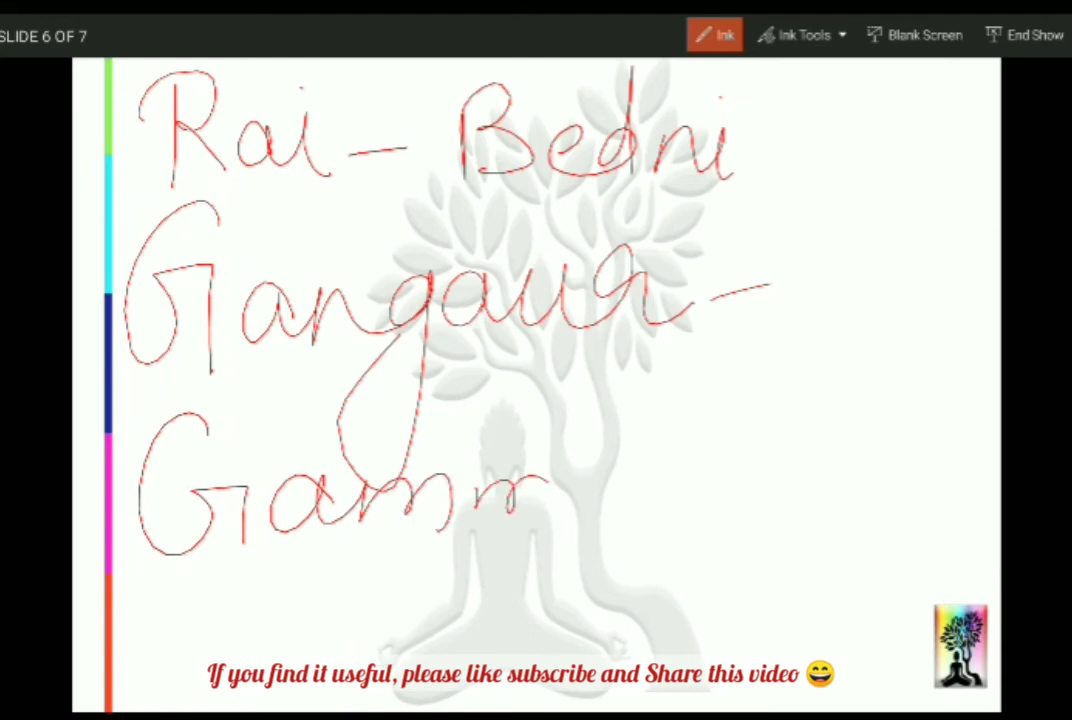 SLIDE 6 OF 7
Ink
Ink Tools
Blank Screen
End Show
Rai - Bedni
Gangaur -
Gamm
If you find it useful, please like subscribe and Share this video 😄